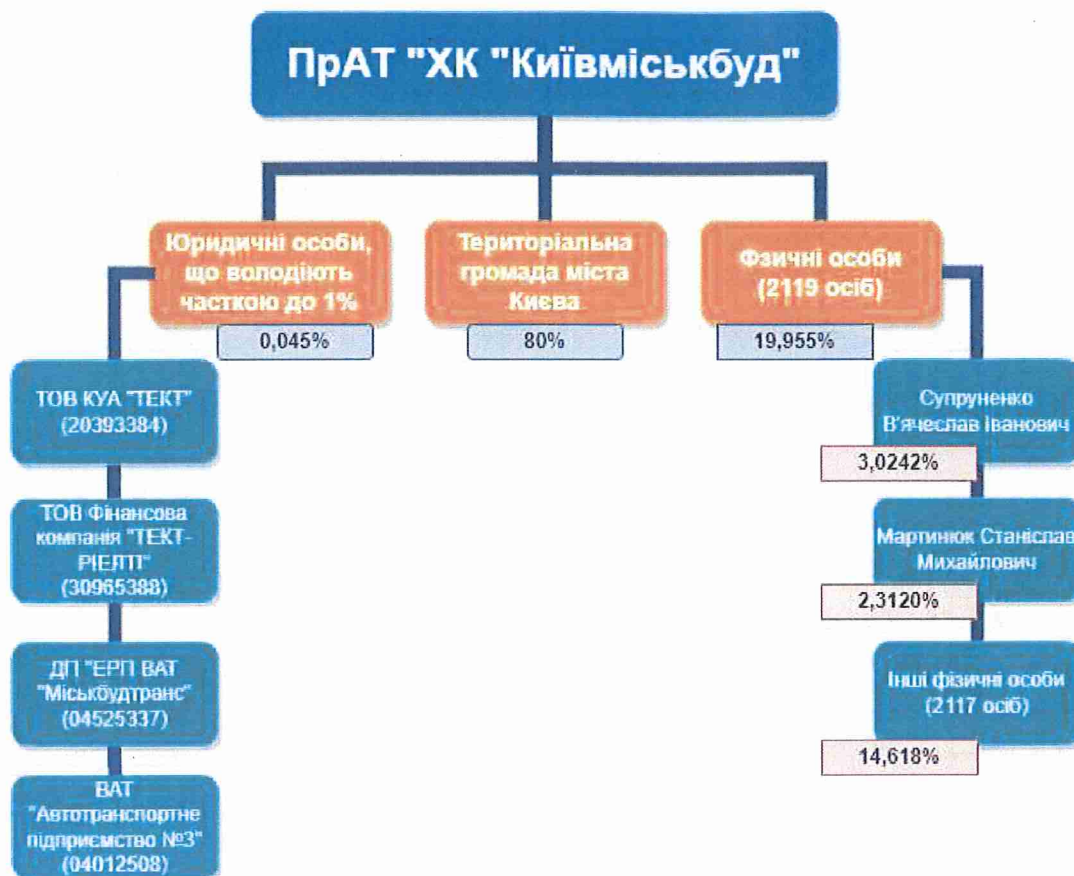 ПрАТ "ХК "Київміськбуд"
Юридичні особи,
що володіють
часткою до 1%
0,045%
Територіальна
громада міста
Києва
80%
Фзичні особи
(2119 осіб)
19,955%
ТОВ КУА "ТЕКТ"
(20393384)
ТОВ Фінансова
компанія "ТЕКТ-
РІЕЛТІ"
(30965388)
ДП "ЕРП ВАТ
"Міськбудтранс"
(04525337)
ВАТ
"Автотранспортне
підприємство №3"
(04012508)
Супруненко
В'ячеслав Іванович
3,0242%
Мартинюк Станіслав
Михайлович
2,3120%
Інші фізичні особи
(2117 осіб)
14,618%